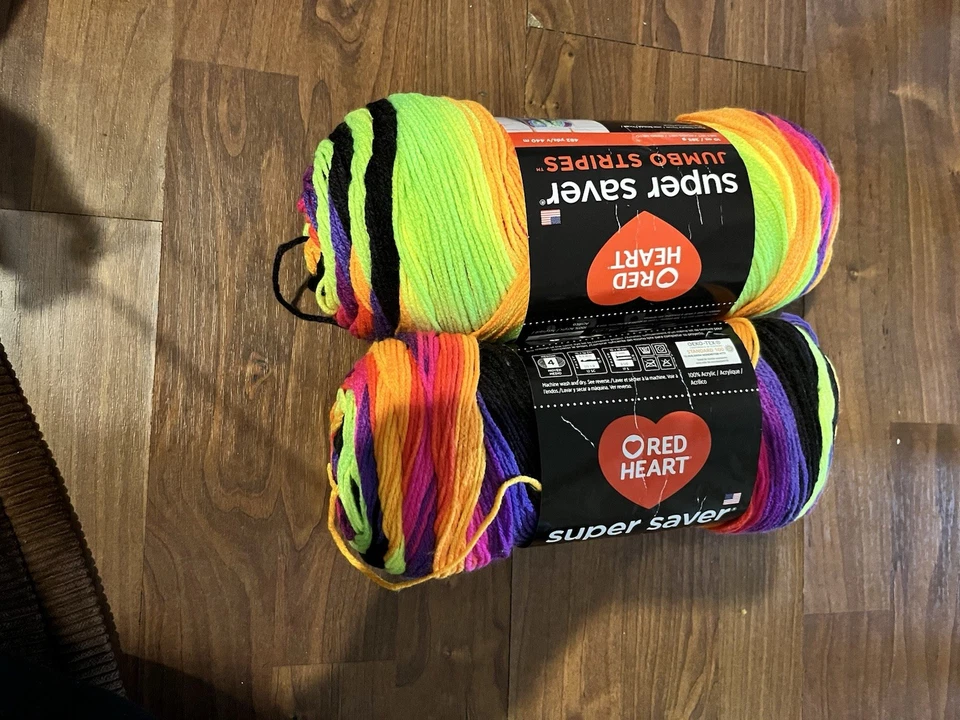 482 yds/v 440 m
JUMBO STRIPES™
super saver®
RED
HEART
OEKO-TEX®
STANDARD 100
4
100% Acrylic / Acrylique /
Acrílico
Machine wash and dry. See reverse./Laver et sécher à la machine. Voir à
l'endos./Lavar y secar a máquina. Ver reverso.
RED
HEART®
super saver®